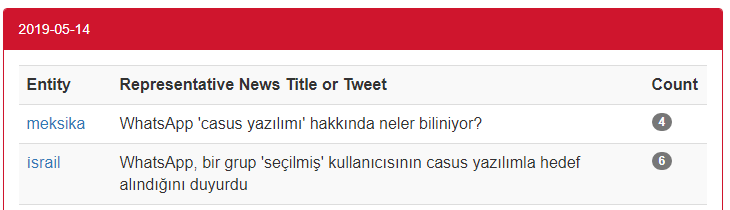 2019-05-14
Entity Representative News Title or Tweet Count
meksika WhatsApp 'casus yazılımı' hakkında neler biliniyor? 4
israil WhatsApp, bir grup 'seçilmiş' kullanıcısının casus yazılımla hedef 6
alındığını duyurdu